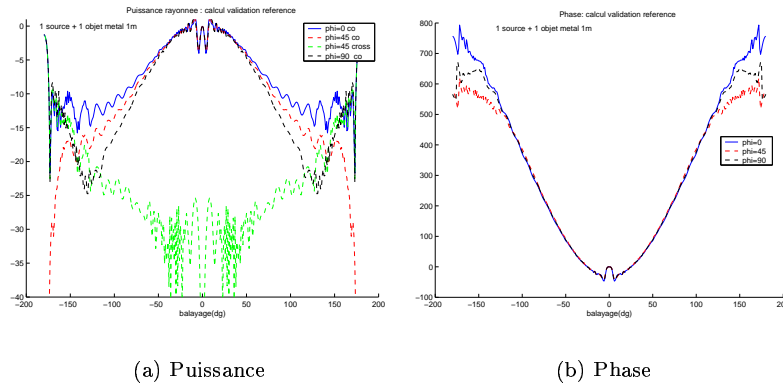 Puissance rayonnee : calcul validation reference
1 source + 1 objet metal 1m
phi=0 co
phi=45 co
phi=45 cross
phi=90 co
0
−5
−10
−15
−20
−25
−30
−35
−40
−200
−150
−100
−50
0
50
100
150
200
balayage(dg)
(a) Puissance
Phase: calcul validation reference
1 source + 1 objet metal 1m
phi=0
phi=45
phi=90
800
700
600
500
400
300
200
100
0
−100
−200
−150
−100
−50
0
50
100
150
200
balayage(dg)
(b) Phase